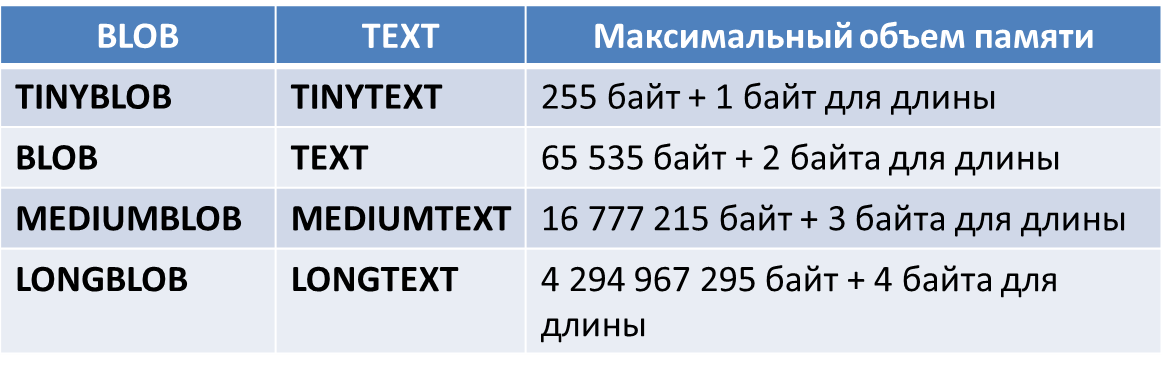 BLOB TEXT Максимальный объем памяти
TINYBLOB TINYTEXT 255 байт + 1 байт для длины
BLOB TEXT 65 535 байт + 2 байта для длины
MEDIUMBLOB MEDIUMTEXT 16 777 215 байт + 3 байта для длины
LONGBLOB LONGTEXT 4 294 967 295 байт + 4 байта для
длины